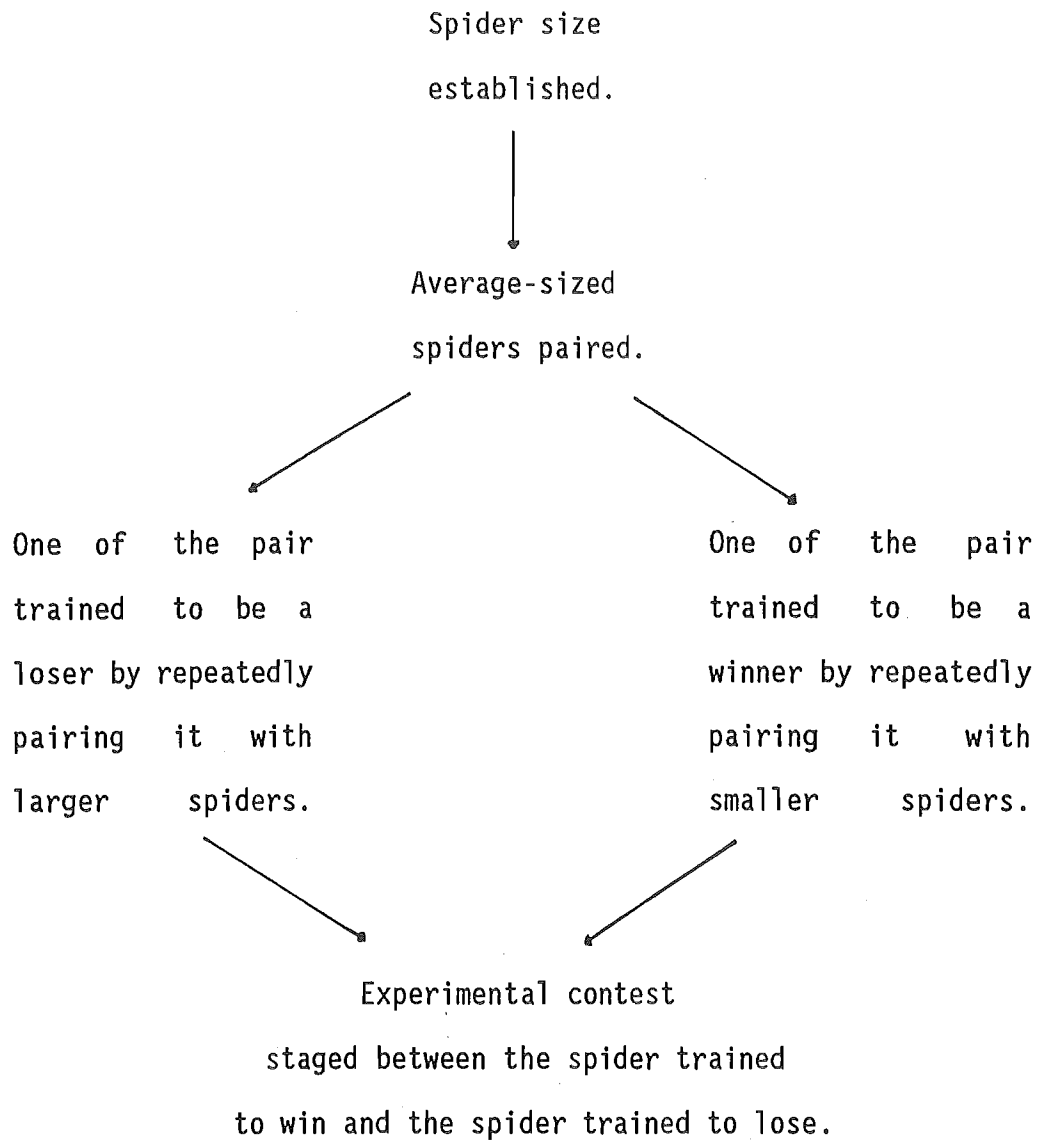 Spider size
established.
Average-sized
spiders paired.
One of the pair
trained to be a
loser by repeatedly
pairing it with
larger spiders.
One of the pair
trained to be a
winner by repeatedly
pairing it with
smaller spiders.
Experimental contest
staged between the spider trained
to win and the spider trained to lose.